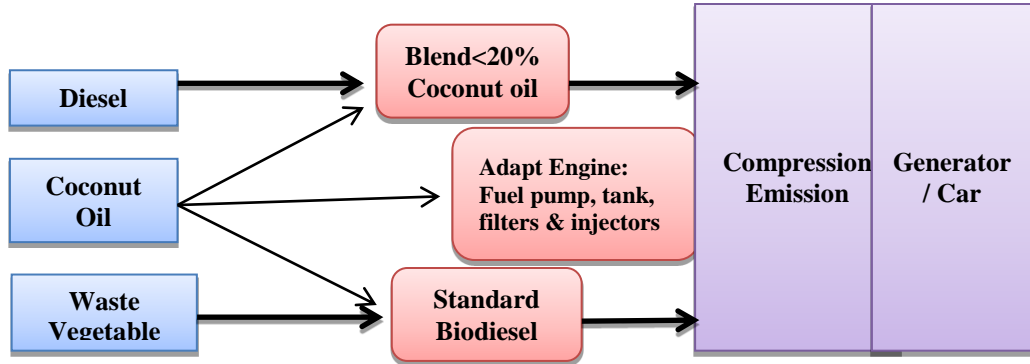 Diesel
Coconut
Oil
Waste
Vegetable
Blend<20%
Coconut oil
Adapt Engine:
Fuel pump, tank,
filters & injectors
Standard
Biodiesel
Compression
Emission
Generator
/ Car